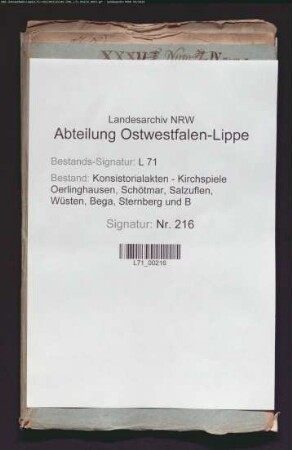 XXXII
Landesarchiv NRW
Abteilung Ostwestfalen-Lippe
Bestands-Signatur: L 71
Bestand: Konsistorialakten - Kirchspiele
Oerlinghausen, Schötmar, Salzuflen,
Wüsten, Bega, Sternberg und B
Signatur: Nr. 216
L71_00216